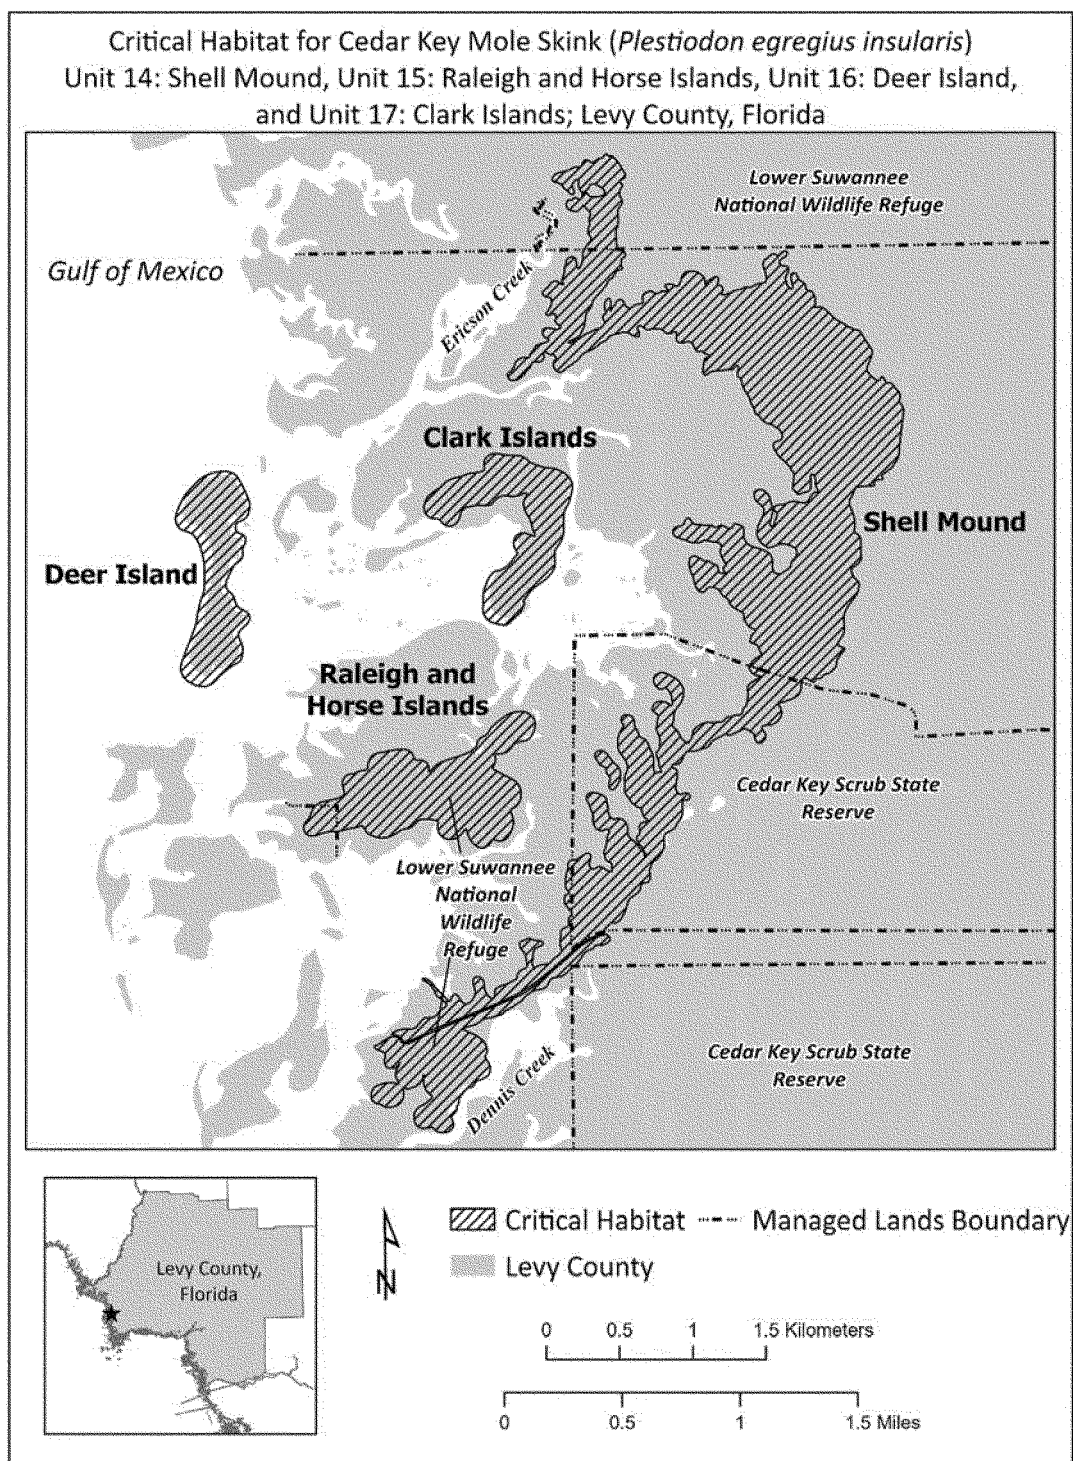 Critical Habitat for Cedar Key Mole Skink (Plestiodon egregius insularis)
Unit 14: Shell Mound, Unit 15: Raleigh and Horse Islands, Unit 16: Deer Island,
and Unit 17: Clark Islands; Levy County, Florida
Lower Suwannee
National Wildlife Refuge
Gulf of Mexico
Ericson Creek
Clark Islands
Shell Mound
Deer Island
Raleigh and
Horse Islands
Cedar Key Scrub State
Reserve
Lower Suwannee
National
Wildlife
Refuge
Cedar Key Scrub State
Reserve
Dennis Creek
Levy County,
Florida
N
Critical Habitat
Managed Lands Boundary
Levy County
0 0.5 1 1.5 Kilometers
0 0.5 1 1.5 Miles